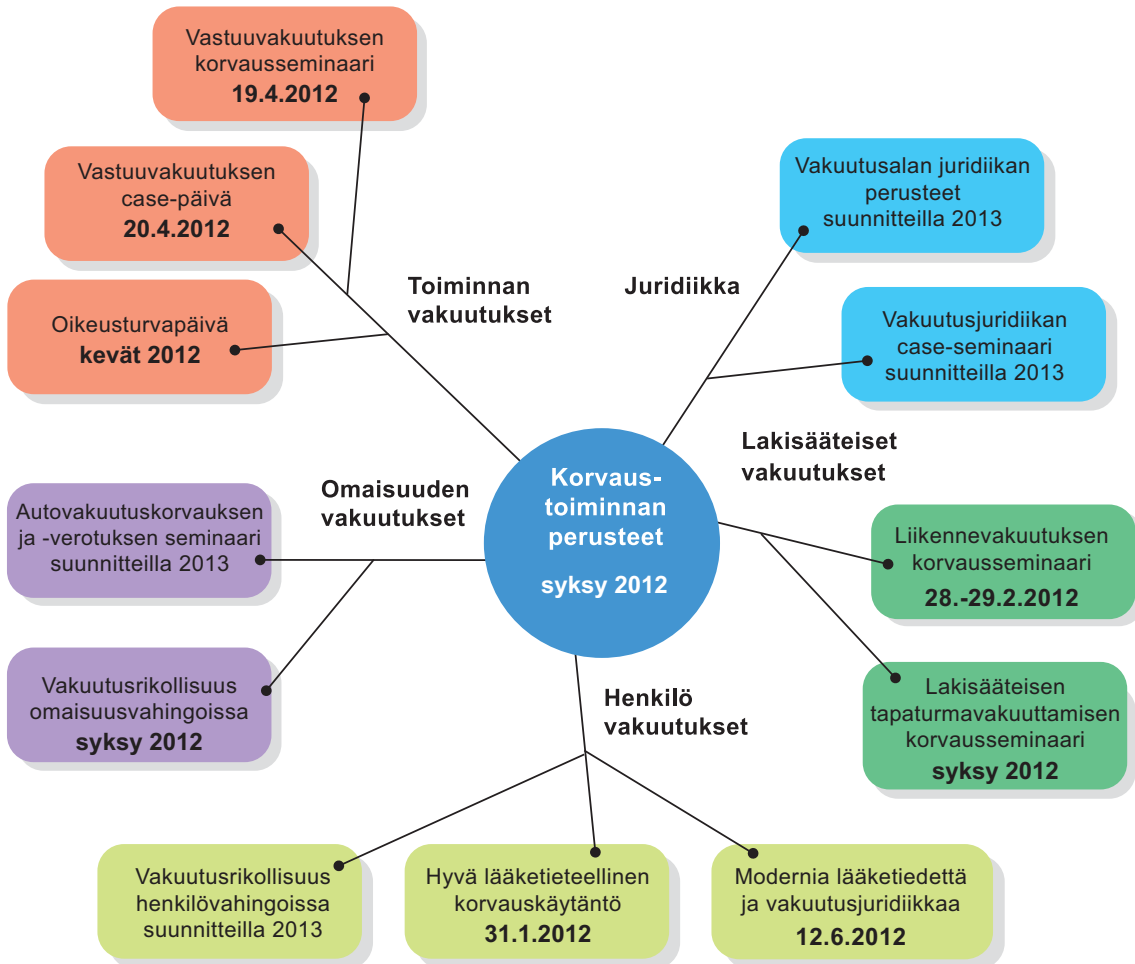 Vastuuvakuutuksen
korvausseminaari
19.4.2012
Vastuuvakuutuksen
case-päivä
20.4.2012
Oikeusturvapäivä
kevät 2012
Toiminnan
vakuutukset
Juridiikka
Vakuutusalan juridiikan
perusteet
suunnitteilla 2013
Vakuutusjuridiikan
case-seminaari
suunnitteilla 2013
Lakisääteiset
vakuutukset
Korvaus-
toiminnan
perusteet
syksy 2012
Omaisuuden
vakuutukset
Autovakuutuskorvauksen
ja -verotuksen seminaari
suunnitteilla 2013
Vakuutusrikollisuus
omaisuusvahingoissa
syksy 2012
Liikennevakuutuksen
korvausseminaari
28.-29.2.2012
Lakisääteisen
tapaturmavakuuttamisen
korvausseminaari
syksy 2012
Henkilö
vakuutukset
Vakuutusrikollisuus
henkilövahingoissa
suunnitteilla 2013
Hyvä lääketieteellinen
korvauskäytäntö
31.1.2012
Modernia lääketiedettä
ja vakuutusjuridiikkaa
12.6.2012